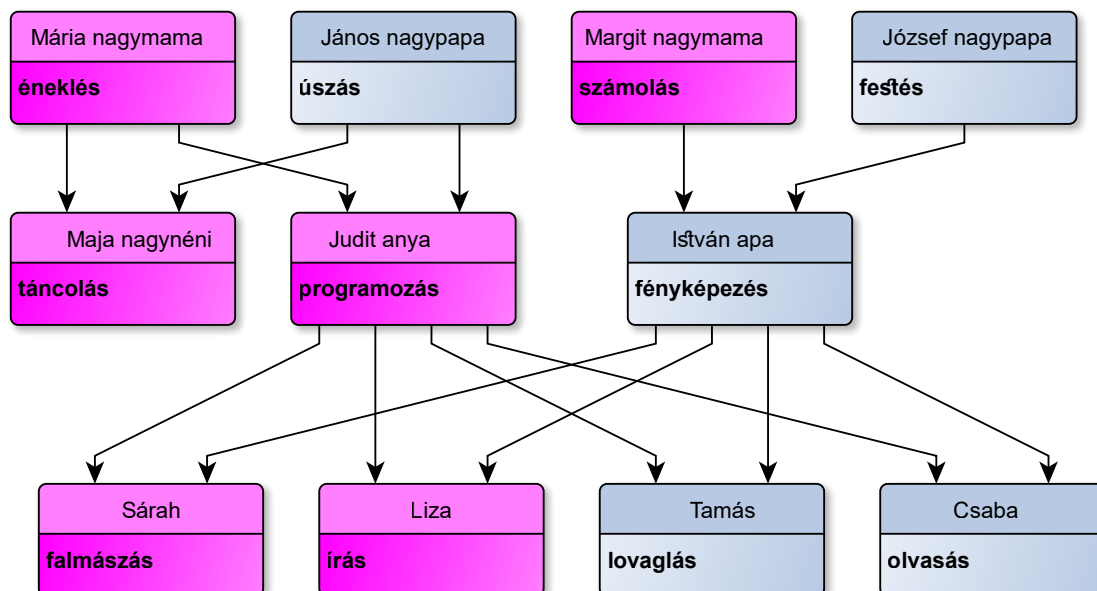 Mária nagymama
éneklés
János nagypapa
úszás
Margit nagymama
számolás
József nagypapa
festés
Maja nagynéni
táncolás
Judit anya
programozás
István apa
fényképezés
Sárah
falmászás
Liza
írás
Tamás
lovaglás
Csaba
olvasás